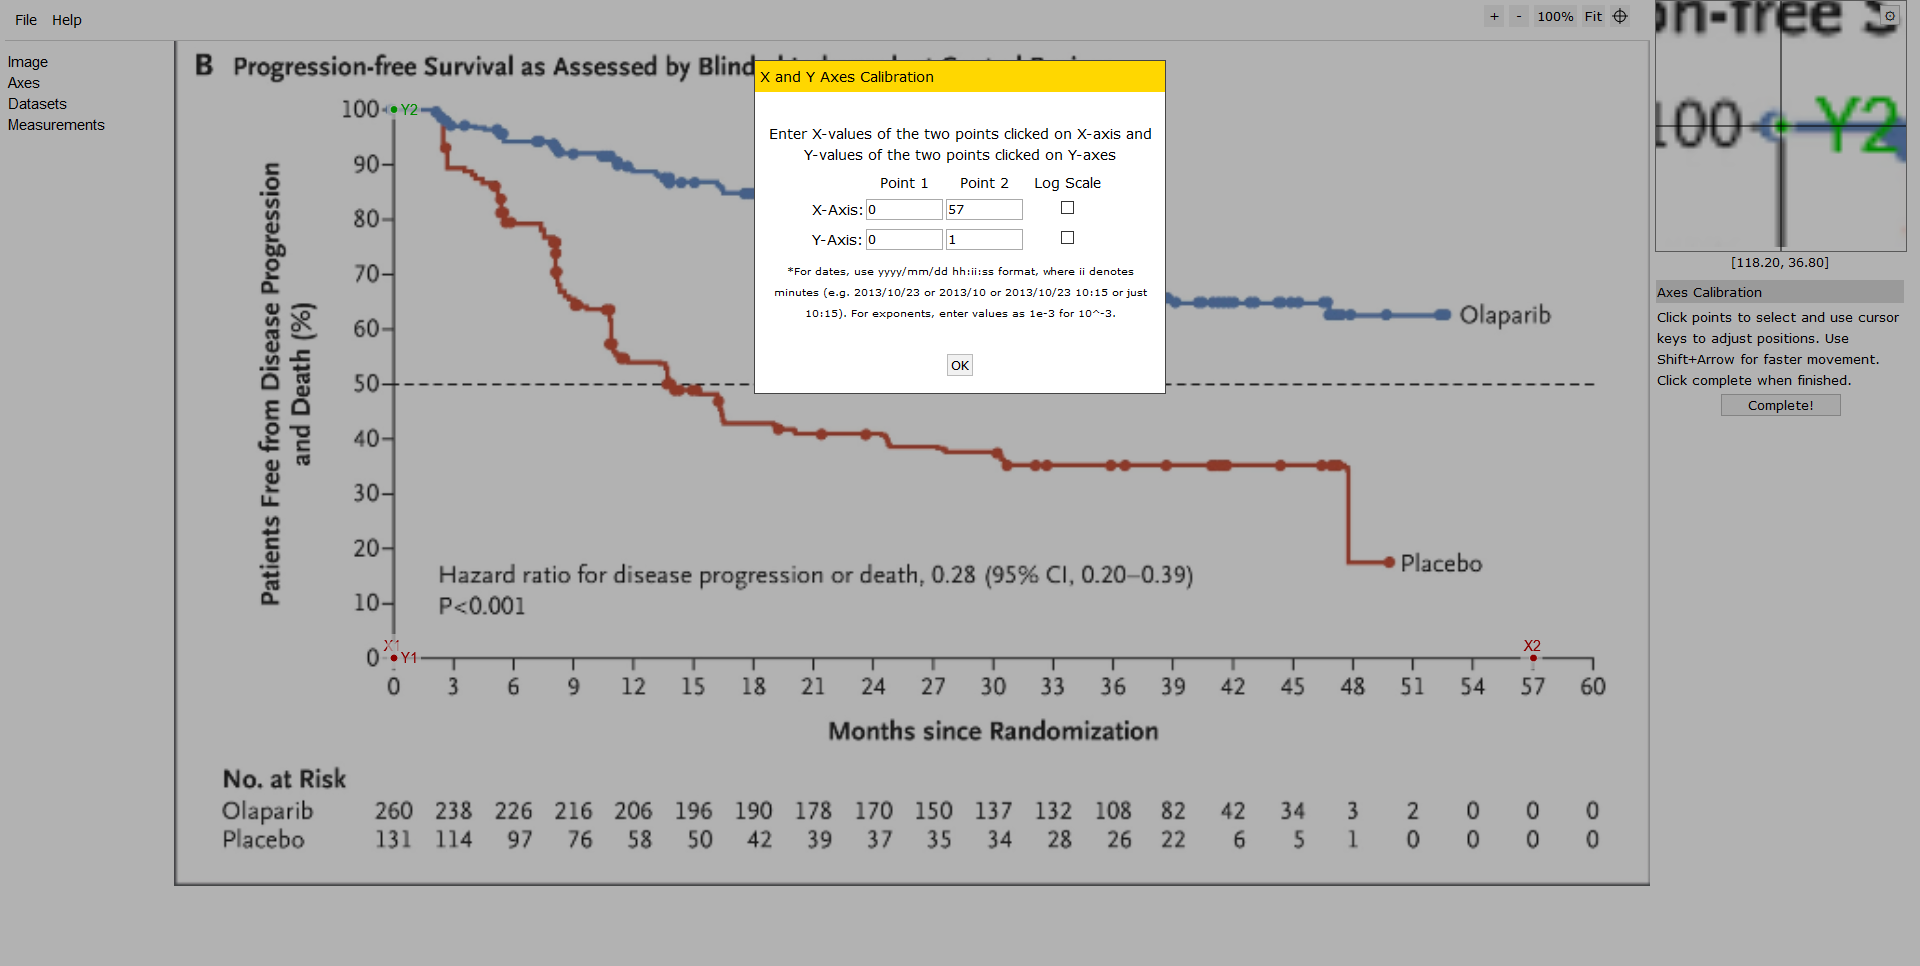 File Help
+ - 100% Fit
Image
Axes
Datasets
Measurements
B Progression-free Survival as Assessed by Blind
X and Y Axes Calibration
Enter X-values of the two points clicked on X-axis and
Y-values of the two points clicked on Y-axes
Point 1 Point 2 Log Scale
X-Axis: 0 57
Y-Axis: 0 1
*For dates, use yyyy/mm/dd hh:ii:ss format, where ii denotes
minutes (e.g. 2013/10/23 or 2013/10 or 2013/10/23 10:15 or just
10:15). For exponents, enter values as 1e-3 for 10^-3.
OK
Patients Free from Disease Progression
and Death (%)
100 Y2
90
80
70
60
50
40
30
20
10
0
X1
Y1
X2
Olaparib
Placebo
Hazard ratio for disease progression or death, 0.28 (95% CI, 0.20–0.39)
P<0.001
0 3 6 9 12 15 18 21 24 27 30 33 36 39 42 45 48 51 54 57 60
Months since Randomization
No. at Risk
Olaparib 260 238 226 216 206 196 190 178 170 150 137 132 108 82 42 34 3 2 0 0 0
Placebo 131 114 97 76 58 50 42 39 37 35 34 28 26 22 6 5 1 0 0 0 0
on-free S
100 Y2
[118.20, 36.80]
Axes Calibration
Click points to select and use cursor
keys to adjust positions. Use
Shift+Arrow for faster movement.
Click complete when finished.
Complete!